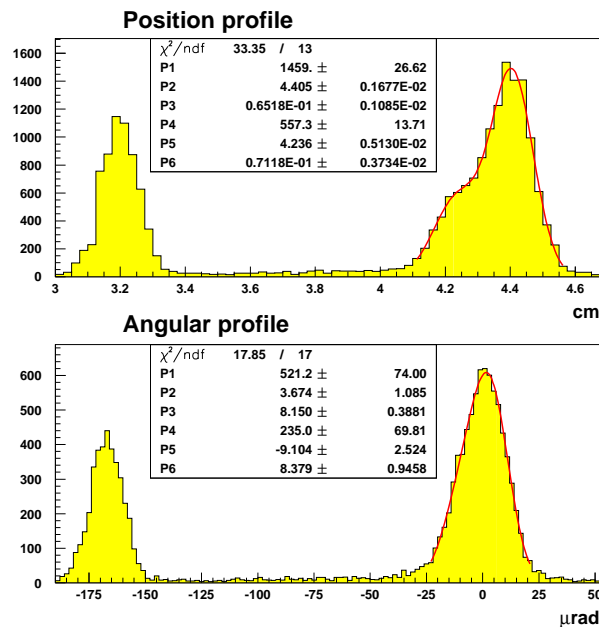 Position profile
χ²/ndf 33.35 / 13
P1 1459. ± 26.62
P2 4.405 ± 0.1677E-02
P3 0.6518E-01 ± 0.1085E-02
P4 557.3 ± 13.71
P5 4.236 ± 0.5130E-02
P6 0.7118E-01 ± 0.3734E-02
1600
1400
1200
1000
800
600
400
200
0
3 3.2 3.4 3.6 3.8 4 4.2 4.4 4.6
cm
Angular profile
χ²/ndf 17.85 / 17
P1 521.2 ± 74.00
P2 3.674 ± 1.085
P3 8.150 ± 0.3881
P4 235.0 ± 69.81
P5 -9.104 ± 2.524
P6 8.379 ± 0.9458
600
500
400
300
200
100
0
-175 -150 -125 -100 -75 -50 -25 0 25 50
μrad